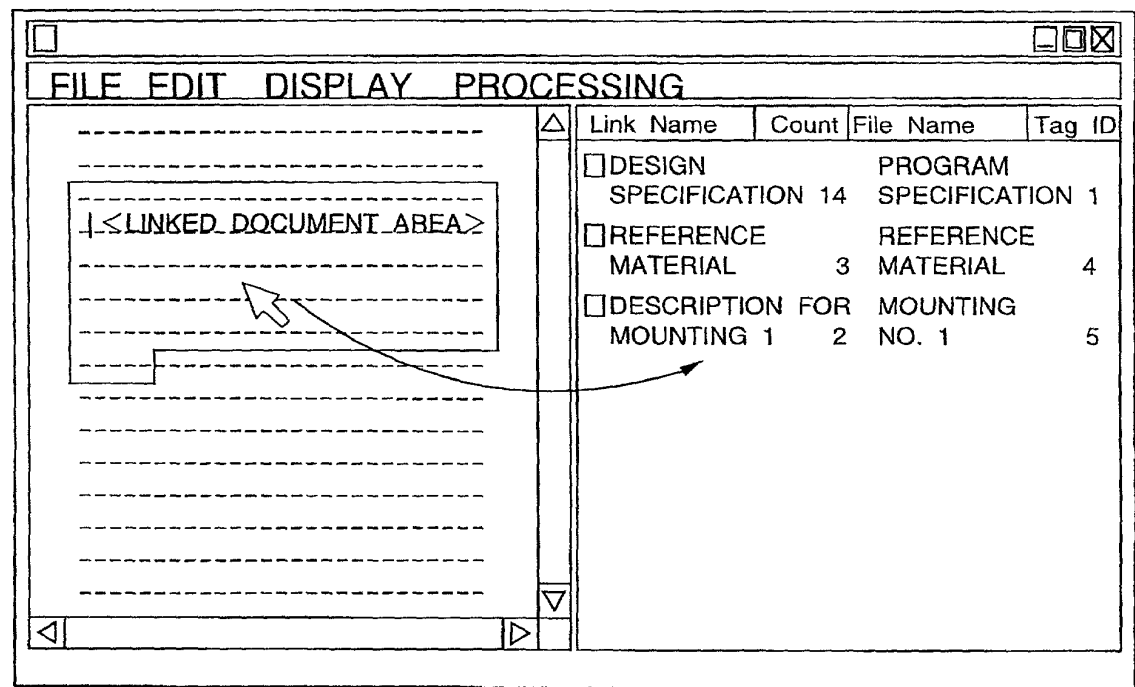 FILE EDIT DISPLAY PROCESSING
<LINKED DOCUMENT AREA>
Link Name Count File Name Tag ID
DESIGN PROGRAM
SPECIFICATION 14 SPECIFICATION 1
REFERENCE REFERENCE
MATERIAL 3 MATERIAL 4
DESCRIPTION FOR MOUNTING
MOUNTING 1 2 NO. 1 5